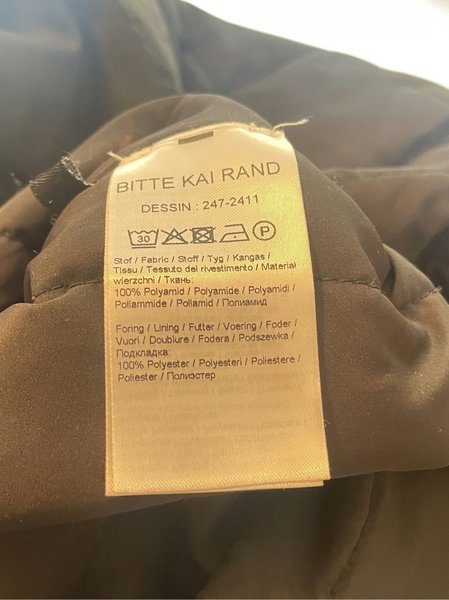 BITTE KAI RAND
DESSIN : 247-2411
30 P
Stof / Fabric / Stoff / Tyg / Kangas /
Tissu / Tessuto del rivestimento / Material
wierzchni / Ткань:
100% Polyamid / Polyamide / Polyamidi /
Poliammide / Poliamid / Полиамид
Foring / Lining / Futter / Voering / Foder /
Vuori / Doublure / Fodera / Podszewka /
Подкладка:
100% Polyester / Polyesteri / Poliestere /
Poliester / Полиэстер